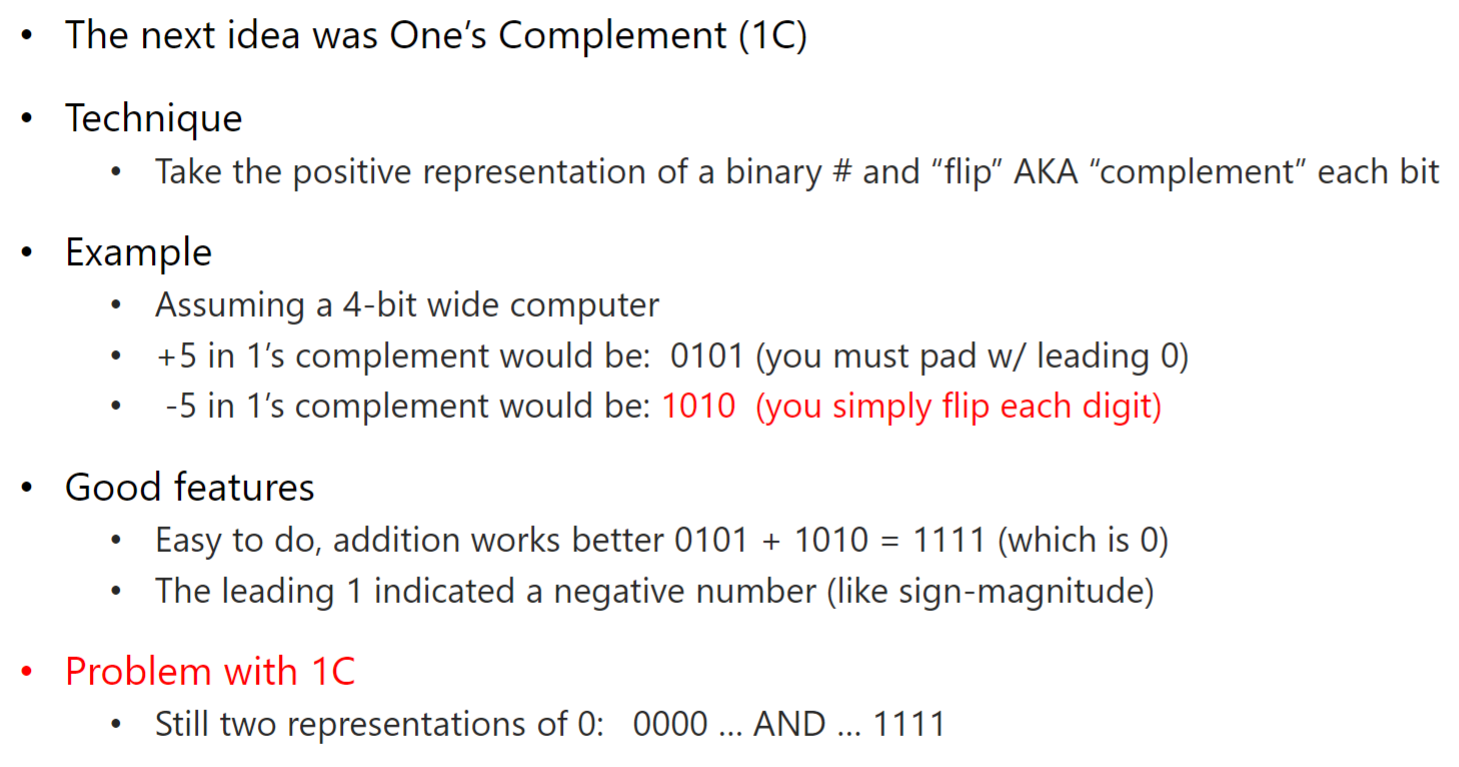 • The next idea was One’s Complement (1C)
• Technique
• Take the positive representation of a binary # and “flip” AKA “complement” each bit
• Example
• Assuming a 4-bit wide computer
• +5 in 1’s complement would be: 0101 (you must pad w/ leading 0)
• -5 in 1’s complement would be: 1010 (you simply flip each digit)
• Good features
• Easy to do, addition works better 0101 + 1010 = 1111 (which is 0)
• The leading 1 indicated a negative number (like sign-magnitude)
• Problem with 1C
• Still two representations of 0: 0000 ... AND ... 1111